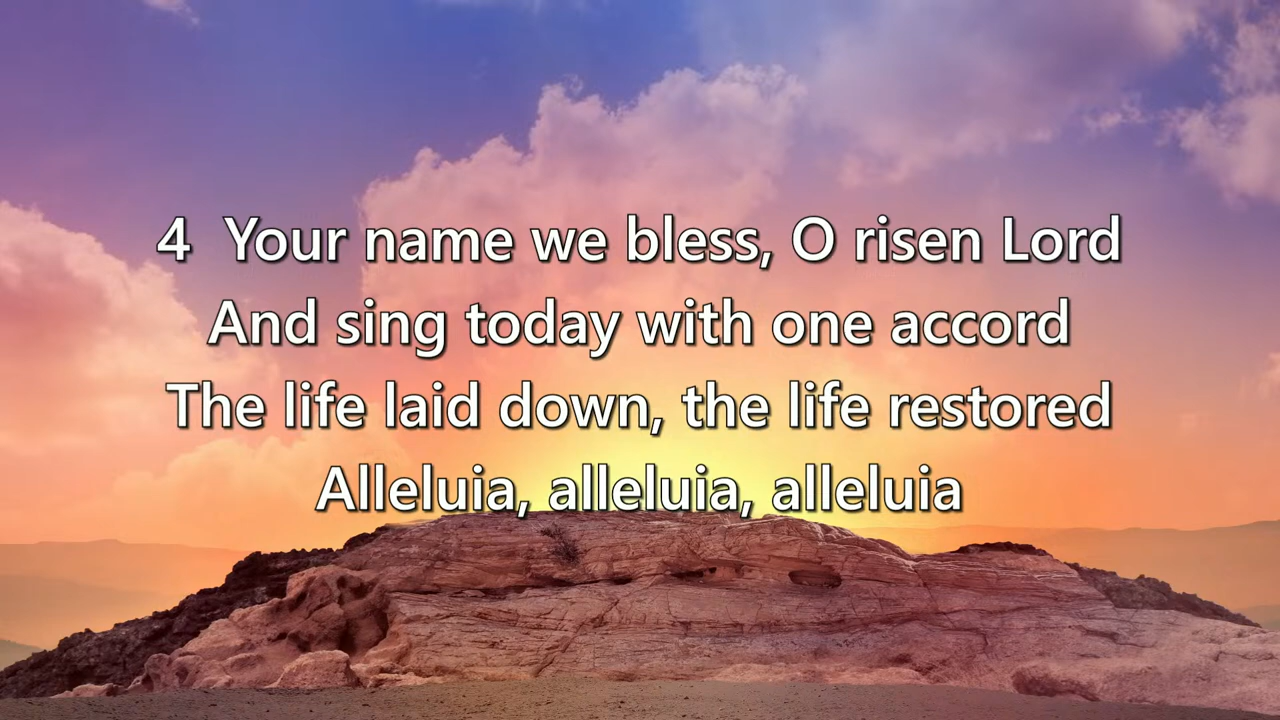 4 Your name we bless, O risen Lord
And sing today with one accord
The life laid down, the life restored
Alleluia, alleluia, alleluia